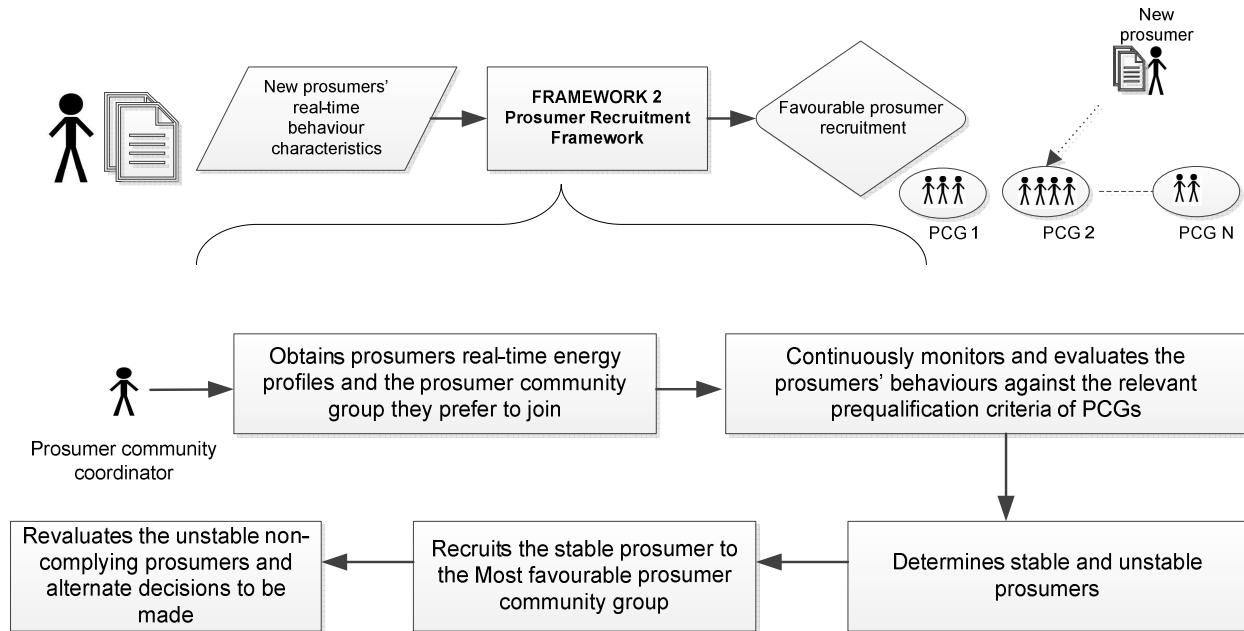 New
prosumer
New prosumers’
real-time
behaviour
characteristics
FRAMEWORK 2
Prosumer Recruitment
Framework
Favourable prosumer
recruitment
PCG 1
PCG 2
PCG N
Obtains prosumers real-time energy
profiles and the prosumer community
group they prefer to join
Continuously monitors and evaluates the
prosumers’ behaviours against the relevant
prequalification criteria of PCGs
Prosumer community
coordinator
Determines stable and unstable
prosumers
Recruits the stable prosumer to
the Most favourable prosumer
community group
Revaluates the unstable non-
complying prosumers and
alternate decisions to be
made